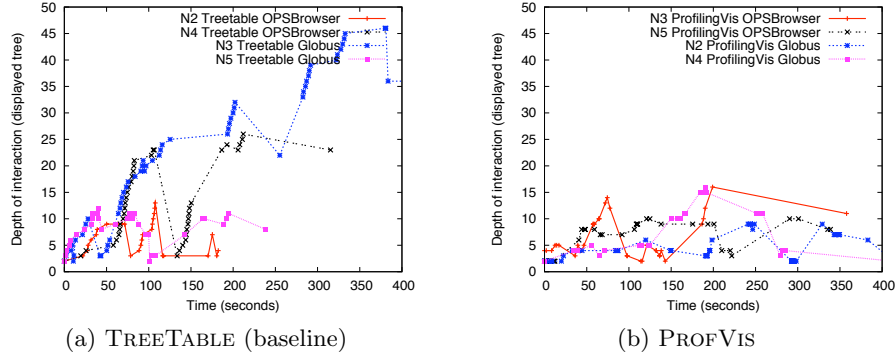 N2 Treetable OPSBrowser
N4 Treetable OPSBrowser
N3 Treetable Globus
N5 Treetable Globus
50
45
40
35
30
25
20
15
10
5
0
Depth of interaction (displayed tree)
0 50 100 150 200 250 300 350 400
Time (seconds)
(a) TREETABLE (baseline)
N3 ProfilingVis OPSBrowser
N5 ProfilingVis OPSBrowser
N2 ProfilingVis Globus
N4 ProfilingVis Globus
50
45
40
35
30
25
20
15
10
5
0
Depth of interaction (displayed tree)
0 50 100 150 200 250 300 350 400
Time (seconds)
(b) PROFVIS